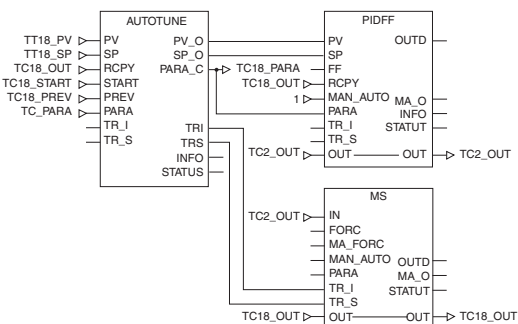 AUTOTUNE
TT18_PV PV PV_O
TT18_SP SP SP_O
TC18_OUT RCPY PARA_C TC18_PARA
TC18_START START
TC18_PREV PREV
TC_PARA PARA
TR_I TRI
TR_S TRS
INFO
STATUS
PIDFF
PV OUTD
SP
FF
TC18_OUT RCPY
1 MAN_AUTO MA_O
PARA INFO
TR_I STATUT
TR_S
TC2_OUT OUT OUT TC2_OUT
MS
TC2_OUT IN
FORC
MA_FORC
MAN_AUTO OUTD
PARA MA_O
TR_I STATUT
TR_S
TC18_OUT OUT OUT TC18_OUT